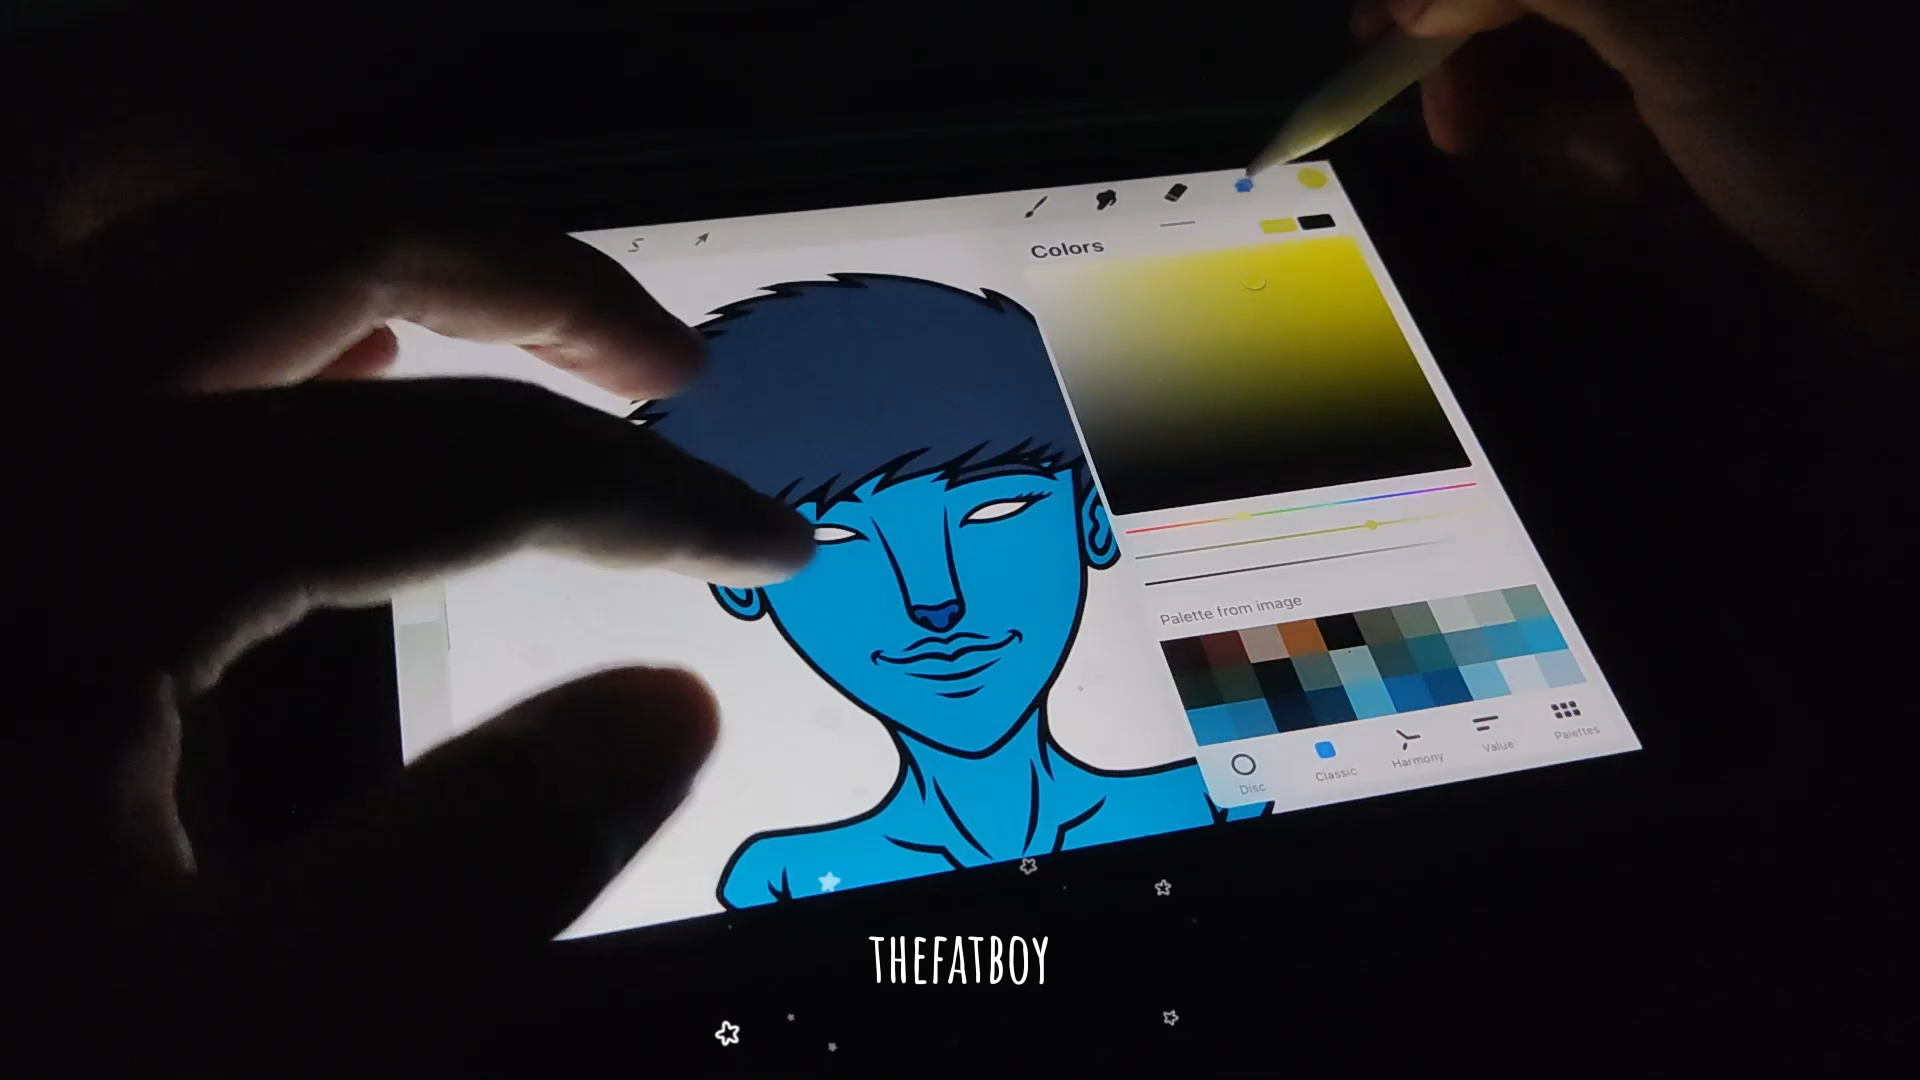 Colors
Palette from image
Disc
Classic
Harmony
Value
Palettes
THEFATBOY